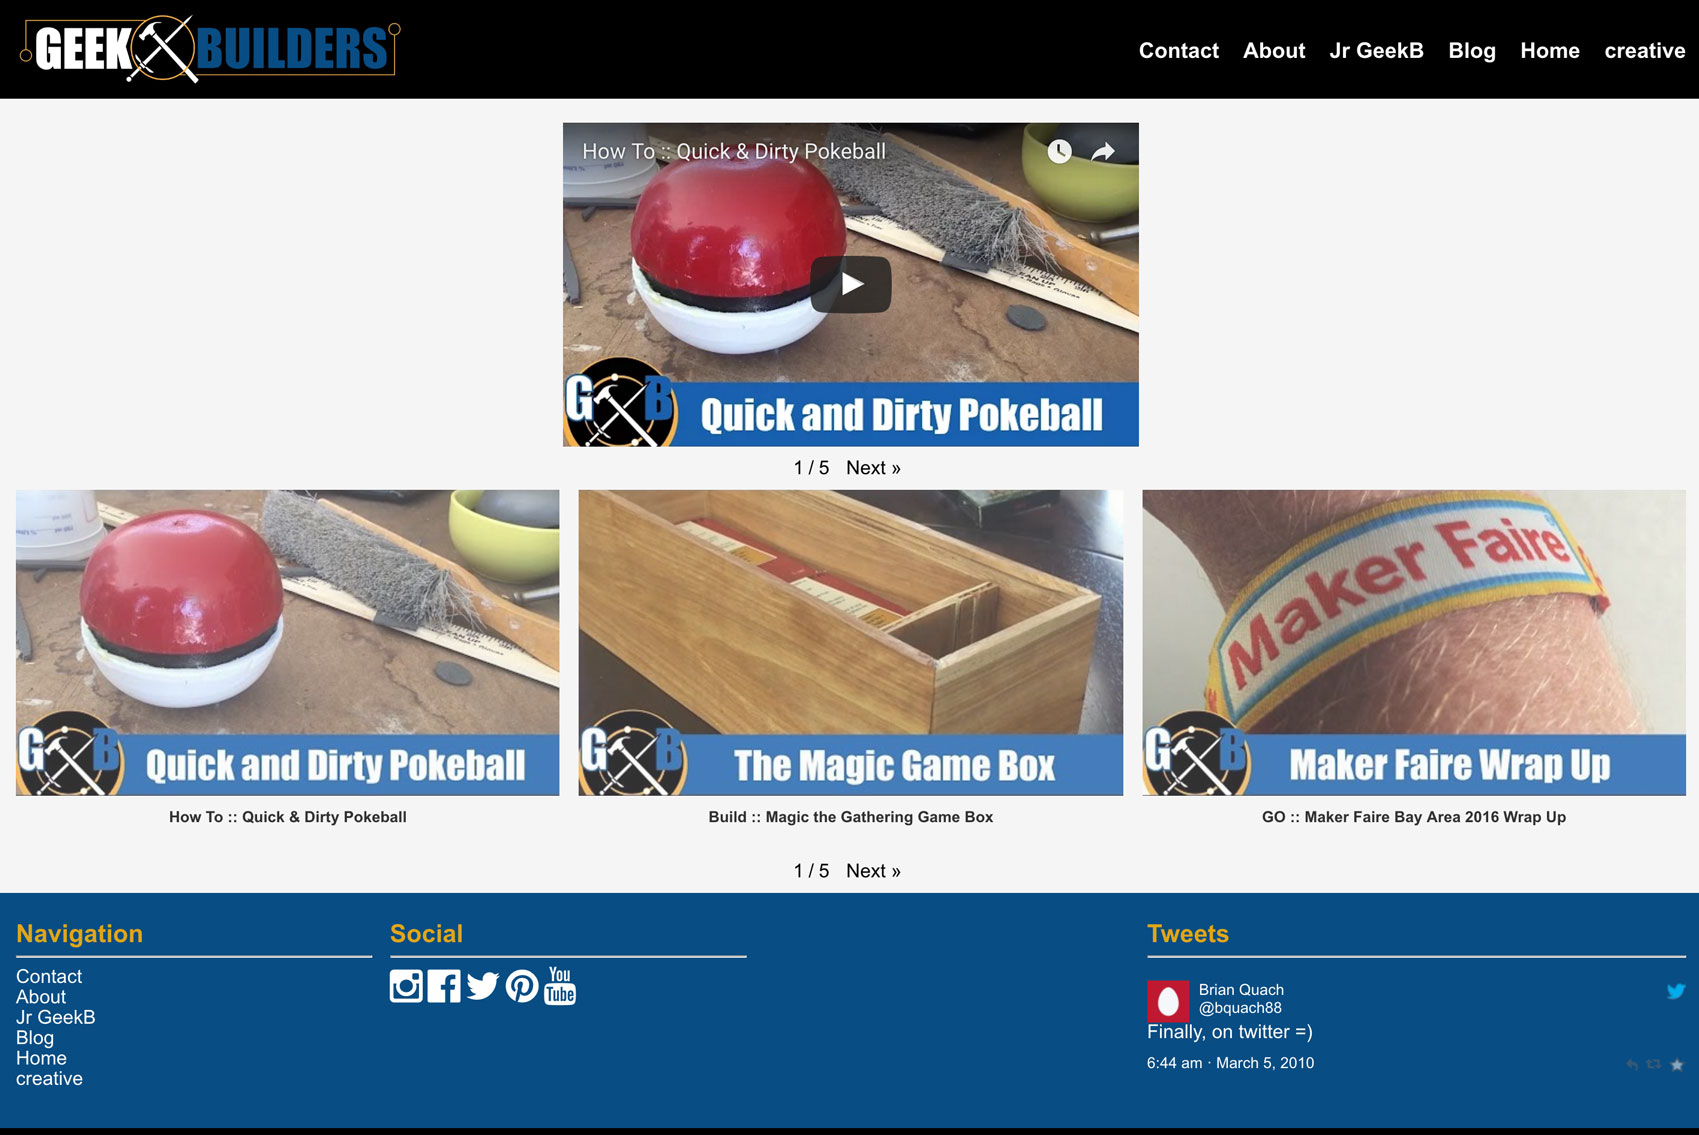 GEEK BUILDERS
Contact About Jr GeekB Blog Home creative
How To :: Quick & Dirty Pokeball
G B Quick and Dirty Pokeball
1 / 5 Next »
G B Quick and Dirty Pokeball
G B The Magic Game Box
Maker Faire
G B Maker Faire Wrap Up
How To :: Quick & Dirty Pokeball
Build :: Magic the Gathering Game Box
GO :: Maker Faire Bay Area 2016 Wrap Up
1 / 5 Next »
Navigation
Contact
About
Jr GeekB
Blog
Home
creative
Social
You
Tube
Tweets
Brian Quach
@bquach88
Finally, on twitter =)
6:44 am · March 5, 2010